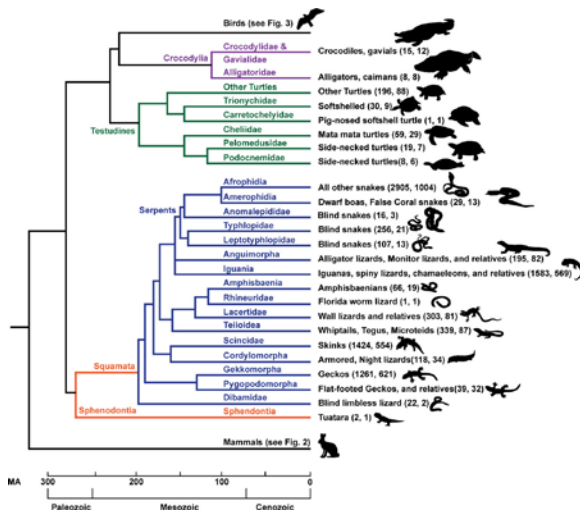 Birds (see Fig. 3)
Crocodylidae &
Gavialidae
Crocodylia
Alligatoridae
Crocodiles, gavials (15, 12)
Alligators, caimans (8, 8)
Other Turtles Other Turtles (196, 88)
Trionychidae Softshelled (30, 9)
Carretochelyidae Pig-nosed softshell turtle (1, 1)
Testudines
Cheliidae Mata mata turtles (59, 29)
Pelomedusidae Side-necked turtles (19, 7)
Podocnemidae Side-necked turtles(8, 6)
Afrophidia All other snakes (2905, 1004)
Amerophidia Dwarf boas, False Coral snakes (29, 13)
Serpents
Anomalepididae Blind snakes (16, 3)
Typhlopidae Blind snakes (256, 21)
Leptotyphlopidae Blind snakes (107, 13)
Anguimorpha Alligator lizards, Monitor lizards, and relatives (195, 82)
Iguania Iguanas, spiny lizards, chamaeleons, and relatives (1583, 569)
Amphisbaenia Amphisbaenians (66, 19)
Rhineuridae Florida worm lizard (1, 1)
Lacertidae Wall lizards and relatives (303, 81)
Teiioidea Whiptails, Tegus, Microteids (339, 87)
Scincidae Skinks (1424, 554)
Cordylomorpha Armored, Night lizards(118, 34)
Gekkomorpha Geckos (1261, 621)
Squamata
Pygopodomorpha Flat-footed Geckos, and relatives(39, 32)
Dibamidae Blind limbless lizard (22, 2)
Sphenodontia Sphendontia Tuatara (2, 1)
Mammals (see Fig. 2)
MA 300 200 100 0
Paleozoic Mesozoic Cenozoic